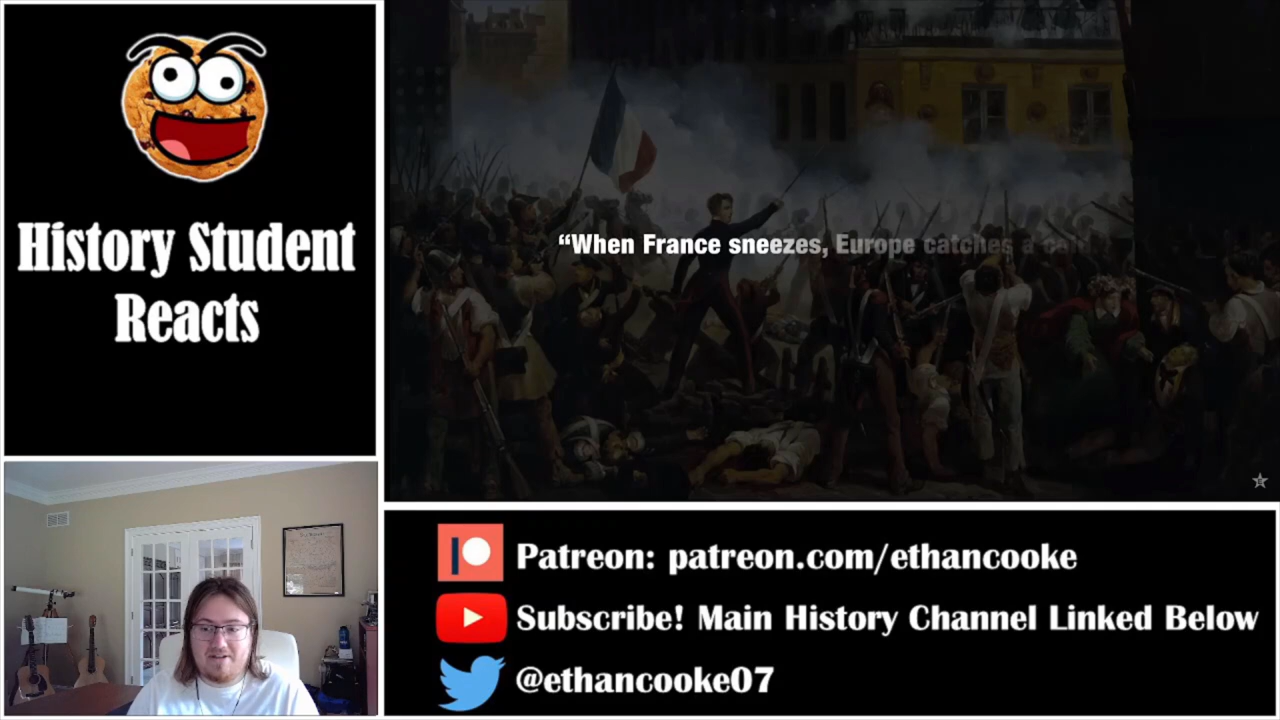 History Student
Reacts
“When France sneezes, Europe catches a cold
Patreon: patreon.com/ethancooke
Subscribe! Main History Channel Linked Below
@ethancooke07